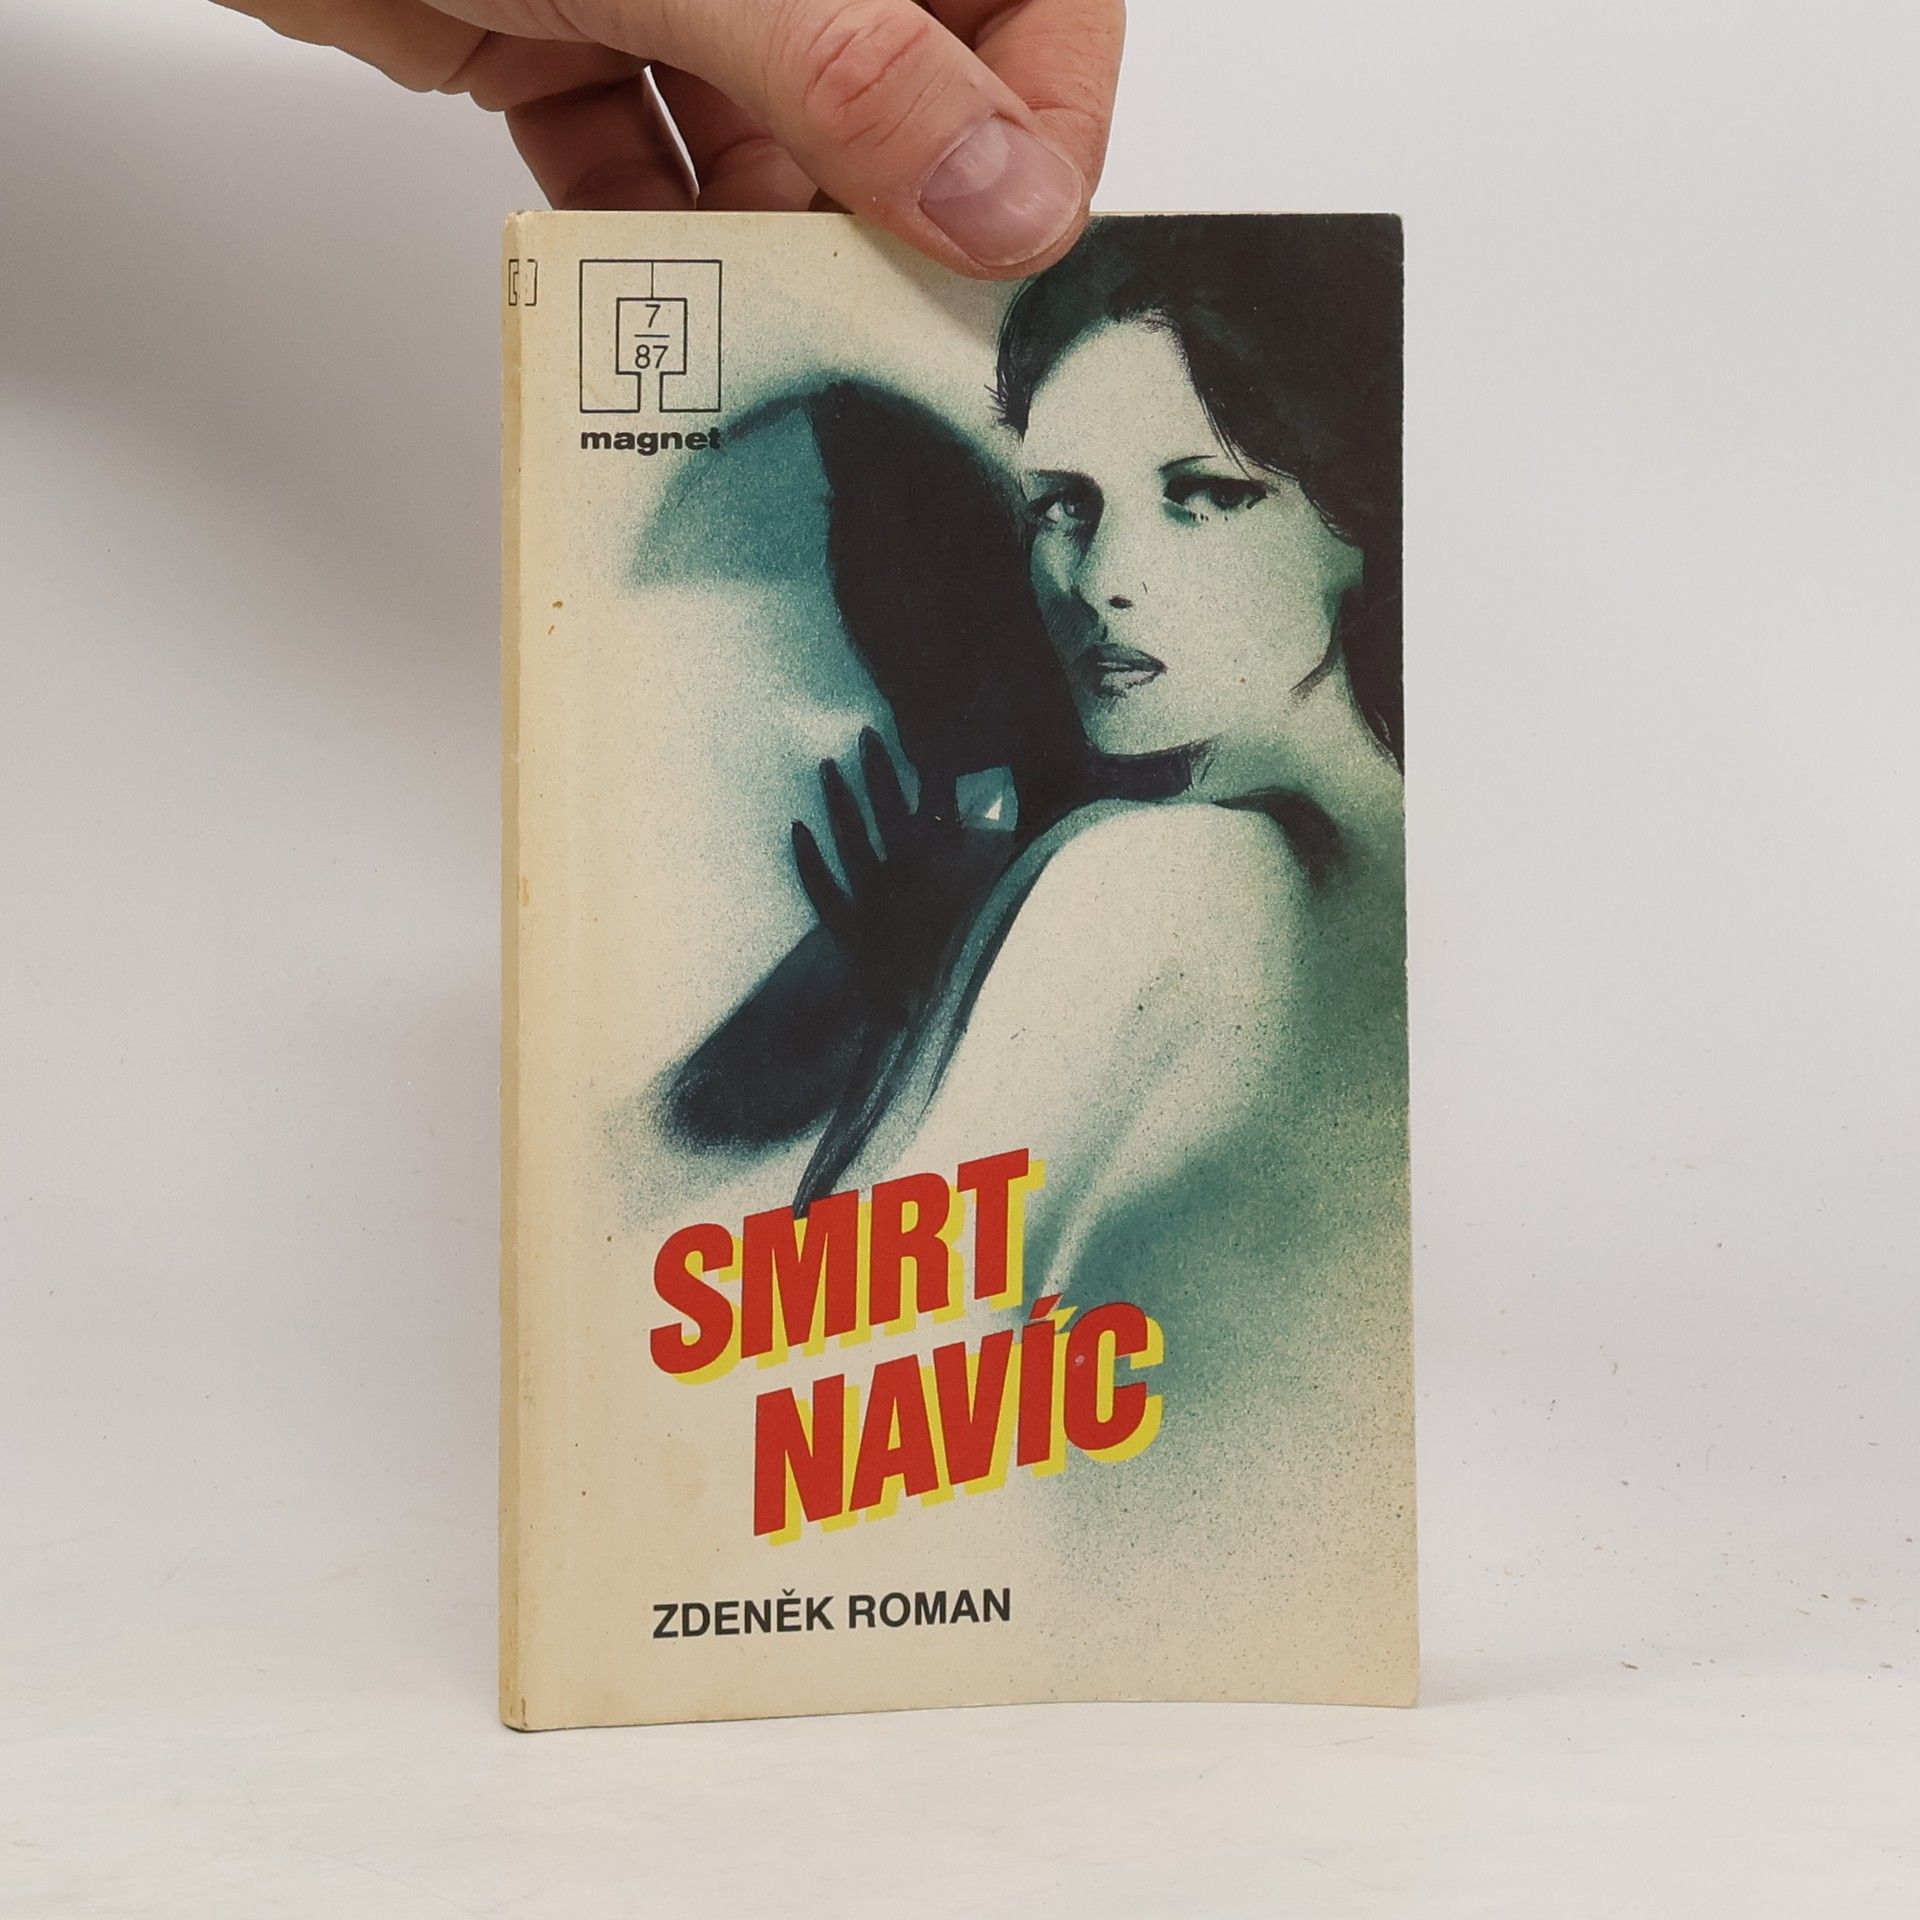 7
87
magnet
SMRT
NAVÍC
ZDENĚK ROMAN